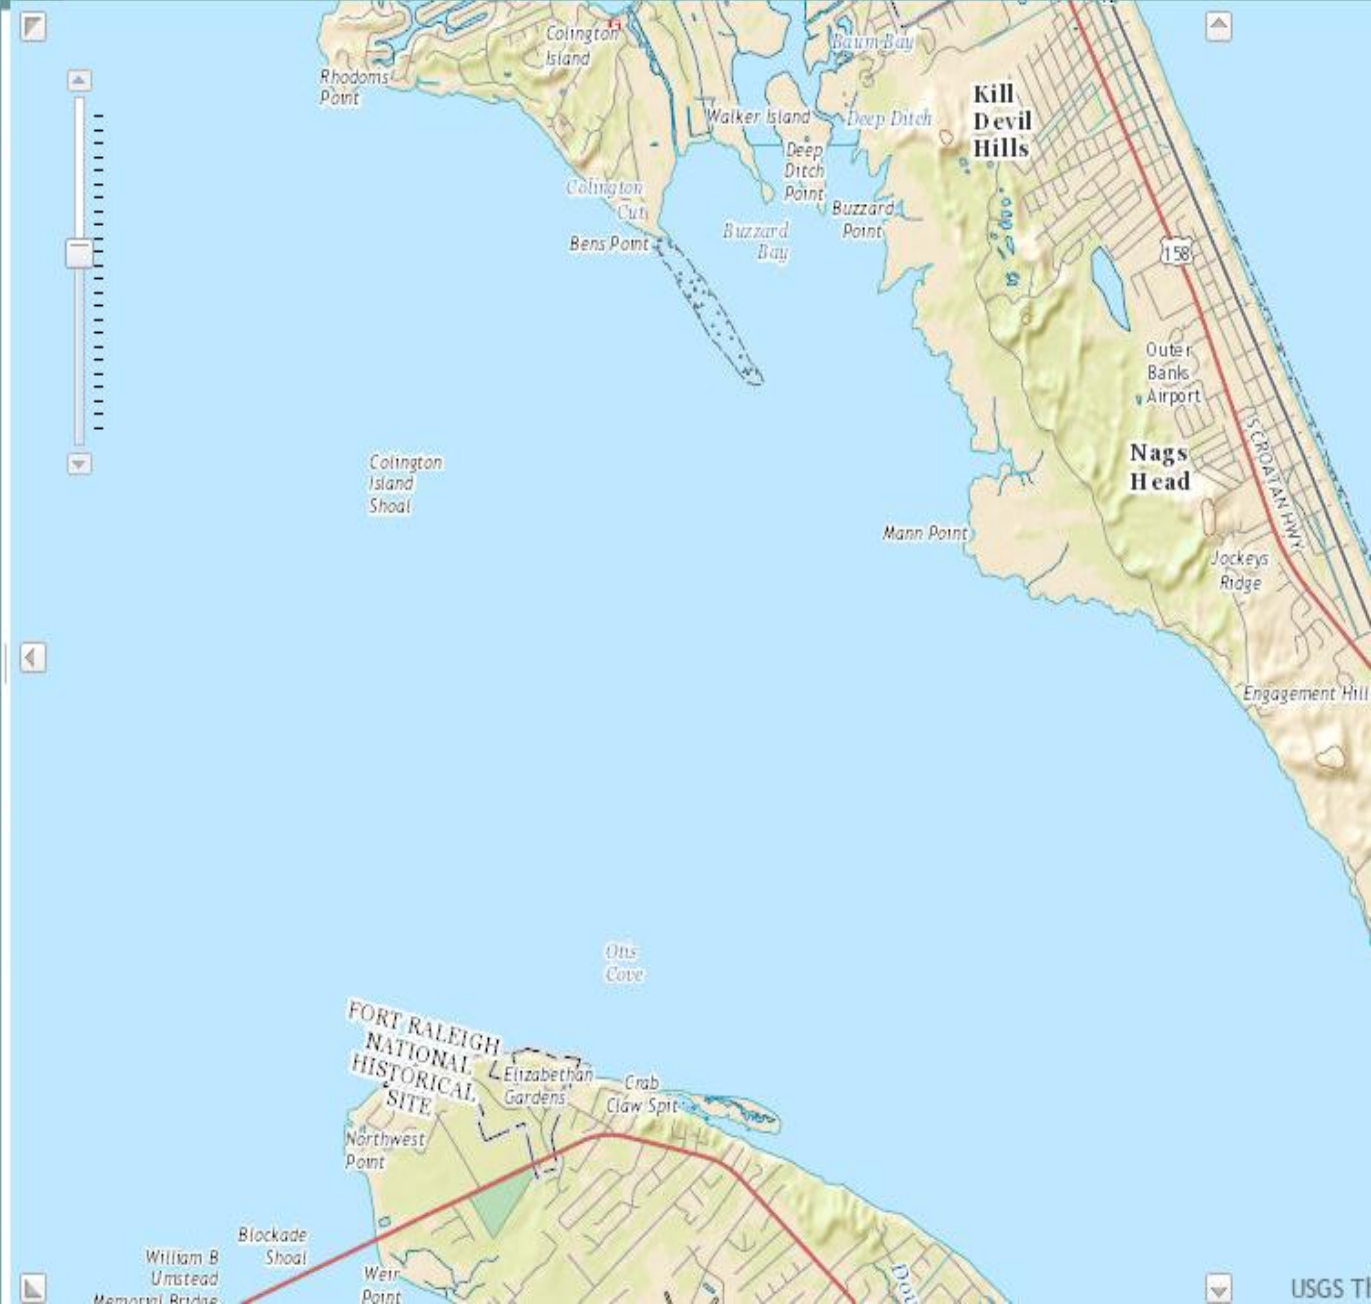 Colington
Island
Rhodoms
Point
Baum Bay
Kill
Devil
Hills
Walker Island
Deep Ditch
Deep
Ditch
Point
Colington
Cut
Buzzard
Point
Buzzard
Bay
Bens Point
158
Outer
Banks
Airport
S CROATAN HWY
Nags
Head
Colington
Island
Shoal
Mann Point
Jockeys
Ridge
Engagement Hill
Otis
Cove
FORT RALEIGH
NATIONAL
HISTORICAL
SITE
Elizabethan
Gardens
Crab
Claw Spit
Northwest
Point
Blockade
Shoal
William B
Umstead
Memorial Bridge
Weir
Point
Dou
USGS T